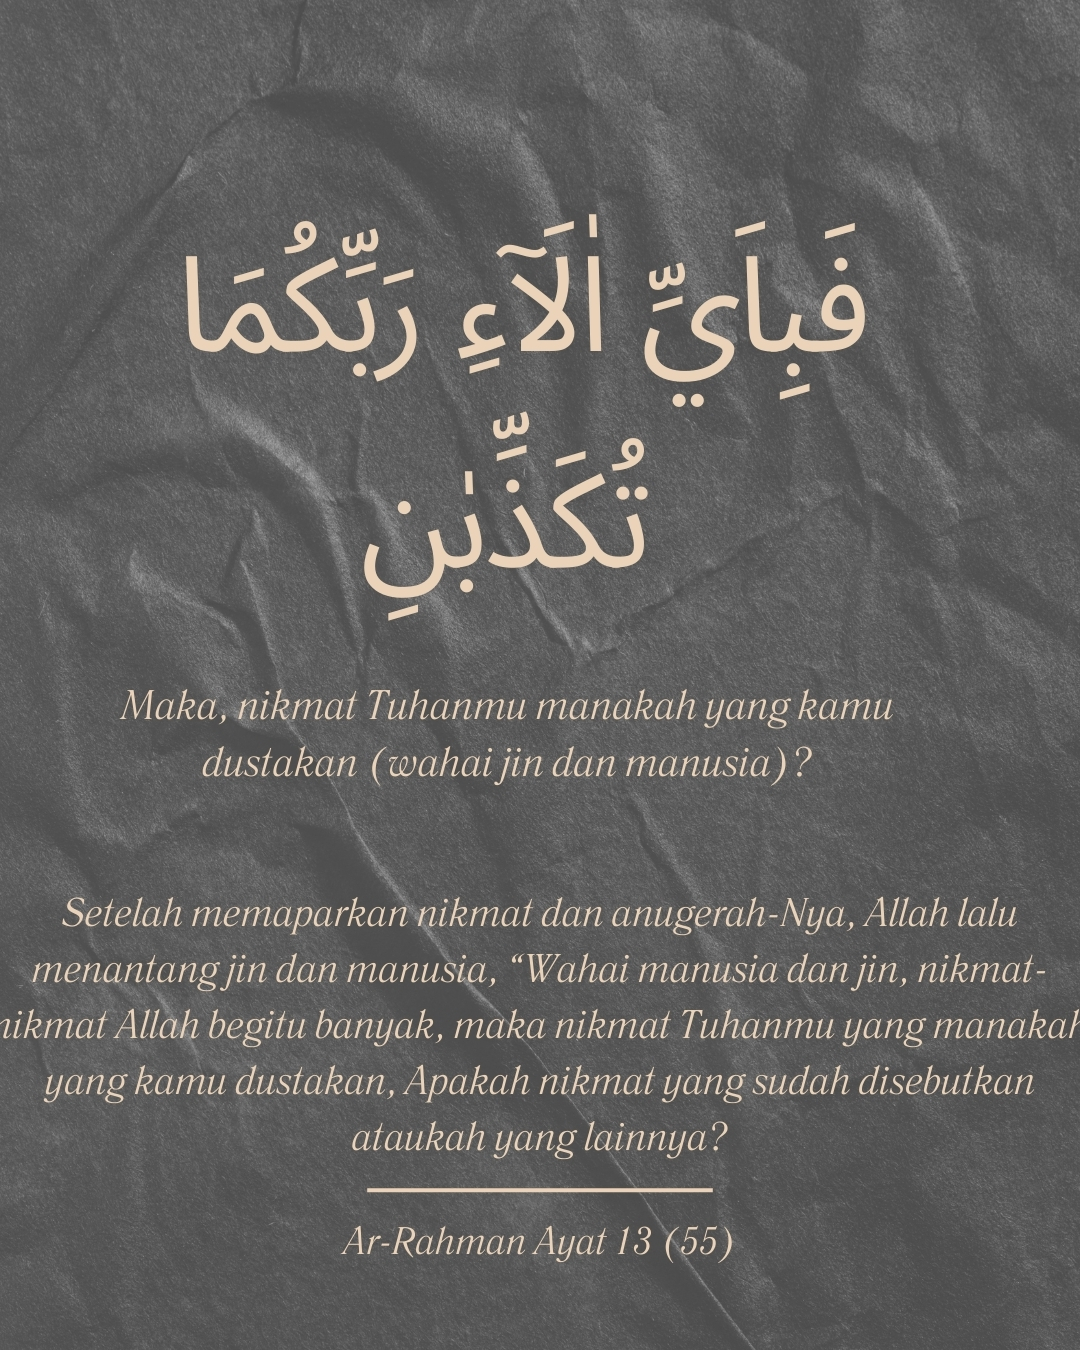 فَبِاَيِّ اٰلَاۤءِ رَبِّكُمَا
تُكَذِّبٰنِ
Maka, nikmat Tuhanmu manakah yang kamu
dustakan (wahai jin dan manusia)?
Setelah memaparkan nikmat dan anugerah-Nya, Allah lalu
menantang jin dan manusia, “Wahai manusia dan jin, nikmat-
nikmat Allah begitu banyak, maka nikmat Tuhanmu yang manakah
yang kamu dustakan, Apakah nikmat yang sudah disebutkan
ataukah yang lainnya?
Ar-Rahman Ayat 13 (55)